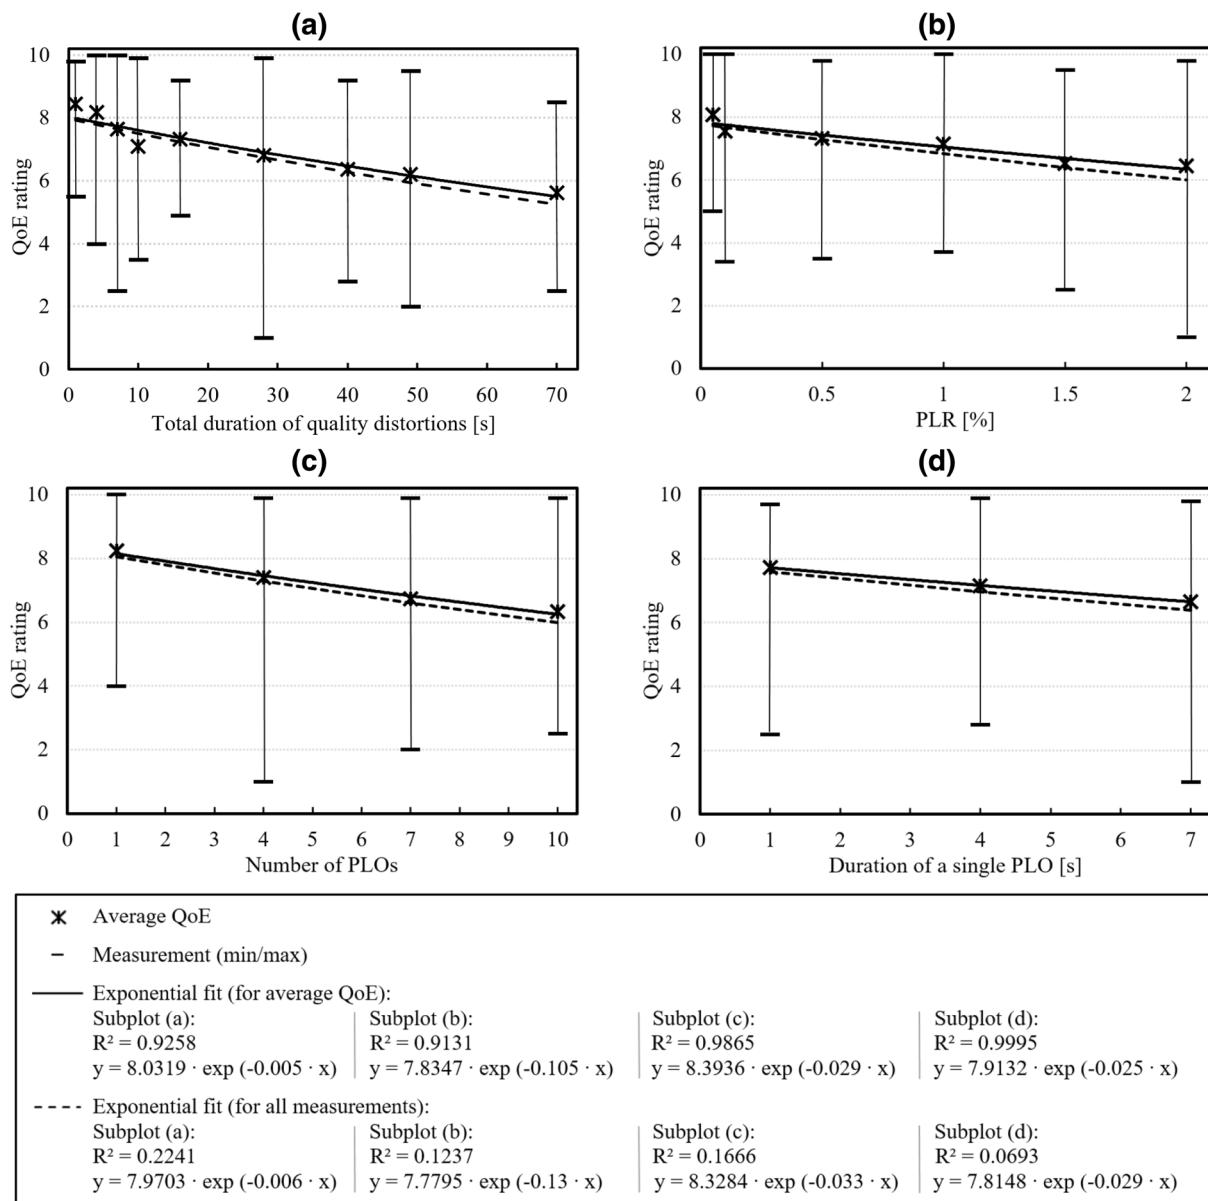 (a)
10
8
6
4
2
0
QoE rating
0 10 20 30 40 50 60 70
Total duration of quality distortions [s]
(b)
10
8
6
4
2
0
QoE rating
0 0.5 1 1.5 2
PLR [%]
(c)
10
8
6
4
2
0
QoE rating
0 1 2 3 4 5 6 7 8 9 10
Number of PLOs
(d)
10
8
6
4
2
0
QoE rating
0 1 2 3 4 5 6 7
Duration of a single PLO [s]
Average QoE
Measurement (min/max)
Exponential fit (for average QoE):
Subplot (a):
R² = 0.9258
y = 8.0319 · exp (-0.005 · x)
Subplot (b):
R² = 0.9131
y = 7.8347 · exp (-0.105 · x)
Subplot (c):
R² = 0.9865
y = 8.3936 · exp (-0.029 · x)
Subplot (d):
R² = 0.9995
y = 7.9132 · exp (-0.025 · x)
Exponential fit (for all measurements):
Subplot (a):
R² = 0.2241
y = 7.9703 · exp (-0.006 · x)
Subplot (b):
R² = 0.1237
y = 7.7795 · exp (-0.13 · x)
Subplot (c):
R² = 0.1666
y = 8.3284 · exp (-0.033 · x)
Subplot (d):
R² = 0.0693
y = 7.8148 · exp (-0.029 · x)